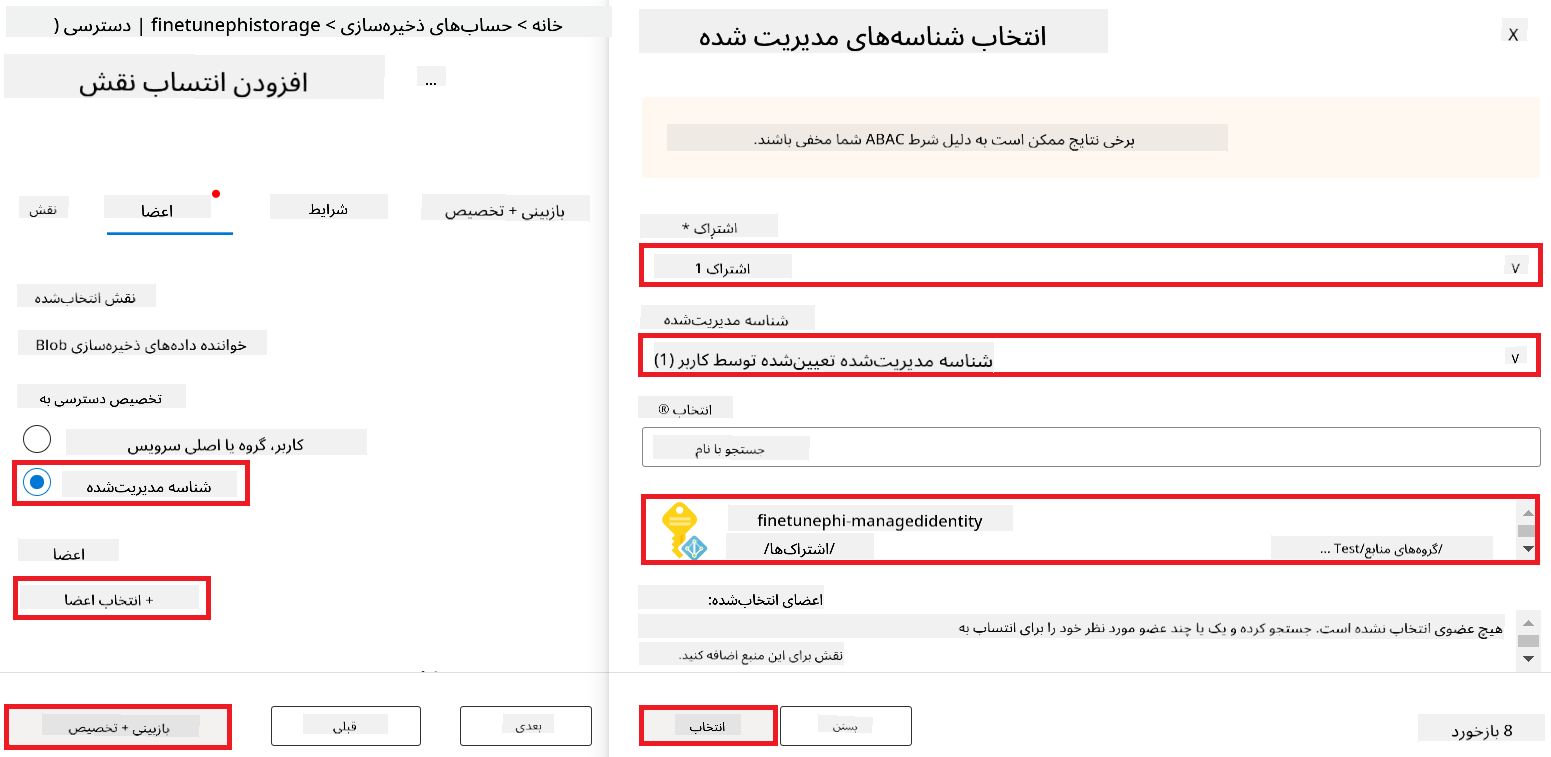 خانه > حساب‌های ذخیره‌سازی > finetunephistorage | دسترسی (
افزودن انتساب نقش
...
نقش
اعضا
شرایط
بازبینی + تخصیص
نقش انتخاب‌شده
خواننده داده‌های ذخیره‌سازی Blob
تخصیص دسترسی به
کاربر، گروه یا اصلی سرویس
شناسه مدیریت‌شده
اعضا
+ انتخاب اعضا
بازبینی + تخصیص
قبلی
بعدی
انتخاب شناسه‌های مدیریت شده
X
برخی نتایج ممکن است به دلیل شرط ABAC شما مخفی باشند.
اشتراک *
اشتراک 1
شناسه مدیریت‌شده
شناسه مدیریت‌شده تعیین‌شده توسط کاربر (1)
انتخاب ®
جستجو با نام
finetunephi-managedidentity
/اشتراک‌ها/
/گروه‌های منابع/Test ...
اعضای انتخاب‌شده:
هیچ عضوی انتخاب نشده است. جستجو کرده و یک یا چند عضو مورد نظر خود را برای انتساب به
نقش برای این منبع اضافه کنید.
انتخاب
بستن
8 بازخورد